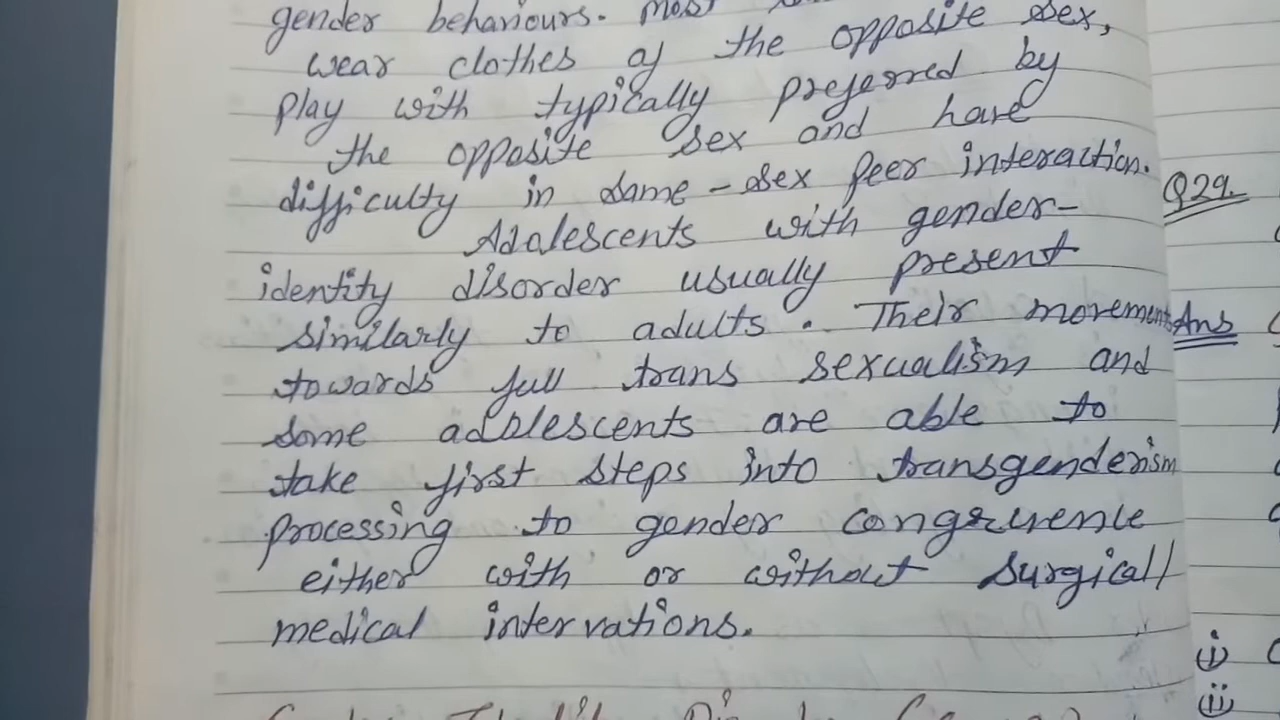 gender behaviours. Most
wear clothes of the opposite sex,
play with typically preferred by
the opposite sex and have
difficulty in same-sex peer interaction.
Adolescents with gender-
identity disorder usually present
similarly to adults. Their movement
towards full trans sexualism and
some adolescents are able to
take first steps into transgenderism
processing to gender congruence
either with or without surgical/
medical intervations.
Q29.
Ans
(i)
(ii)